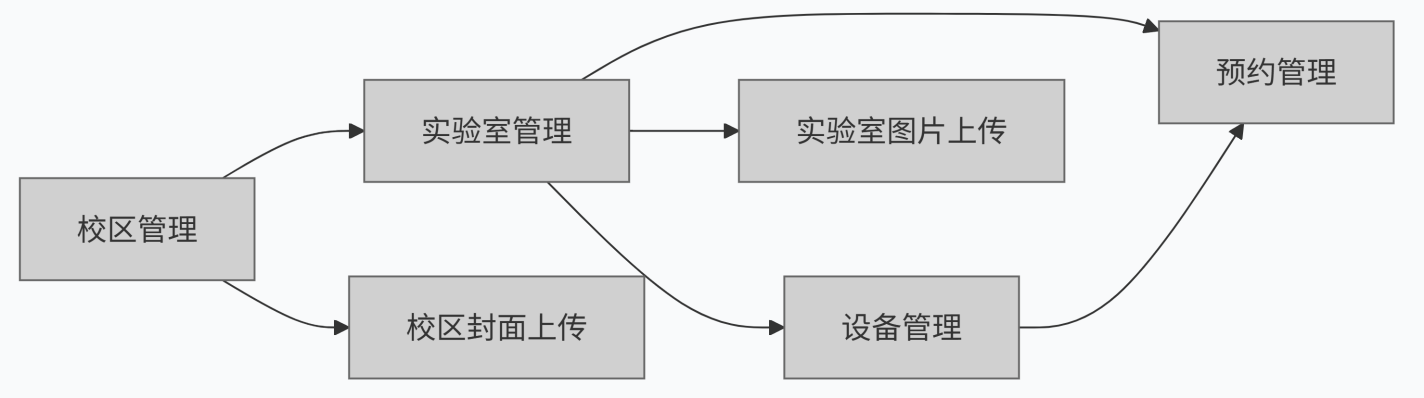 预约管理
实验室管理
实验室图片上传
校区管理
校区封面上传
设备管理